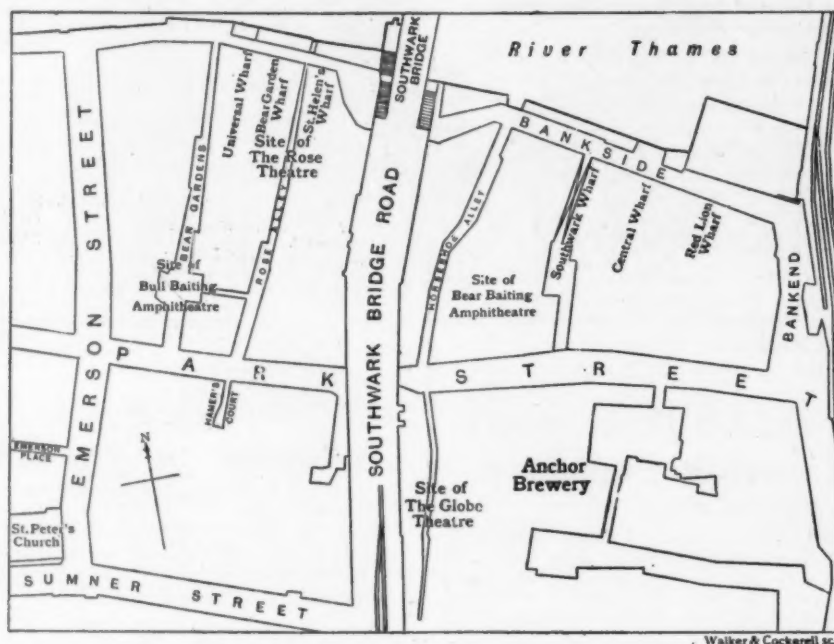 River Thames
SOUTHWARK
BRIDGE
BANKSIDE
Universal Wharf
Bear Garden
Wharf
St. Helen's
Wharf
Site of
The Rose
Theatre
EMERSON STREET
BEAR GARDENS
ROSE ALLEY
SOUTHWARK BRIDGE ROAD
HORSESHOE ALLEY
Southwark Wharf
Central Wharf
Red Lion
Wharf
BANKEND
Site of
Bull Baiting
Amphitheatre
Site of
Bear Baiting
Amphitheatre
PARK STREET
HAMER'S
COURT
EMERSON
PLACE
N
Anchor
Brewery
Site of
The Globe
Theatre
St. Peter's
Church
SUMNER STREET
Walker & Cockerell sc.